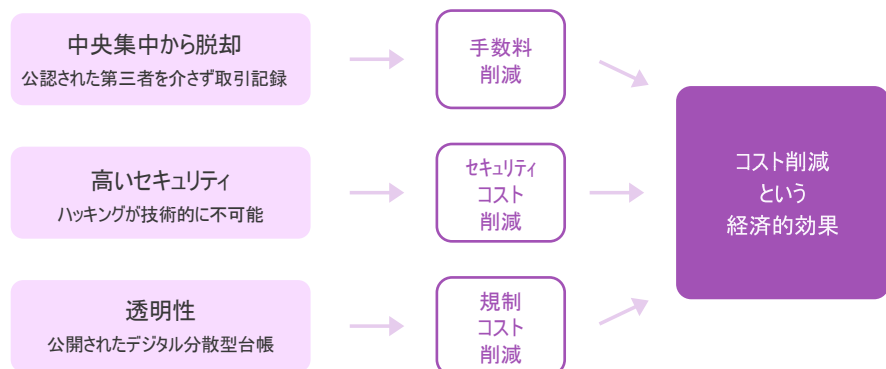 中央集中から脱却
公認された第三者を介さず取引記録
手数料
削減
高いセキュリティ
ハッキングが技術的に不可能
セキュリティ
コスト
削減
コスト削減
という
経済的効果
透明性
公開されたデジタル分散型台帳
規制
コスト
削減